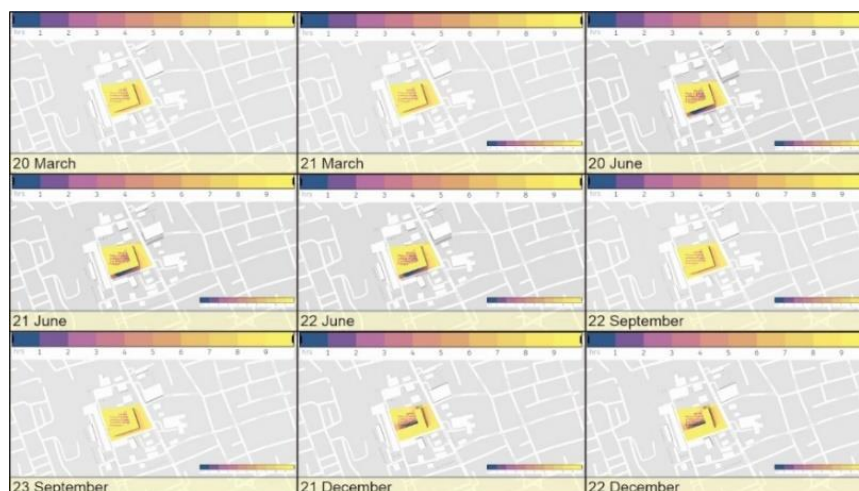 hrs 1 2 3 4 5 6 7 8 9
hrs 1 2 3 4 5 6 7 8 9
hrs 1 2 3 4 5 6 7 8 9
20 March
21 March
20 June
hrs 1 2 3 4 5 6 7 8 9
hrs 1 2 3 4 5 6 7 8 9
hrs 1 2 3 4 5 6 7 8 9
21 June
22 June
22 September
hrs 1 2 3 4 5 6 7 8 9
hrs 1 2 3 4 5 6 7 8 9
hrs 1 2 3 4 5 6 7 8 9
23 September
21 December
22 December